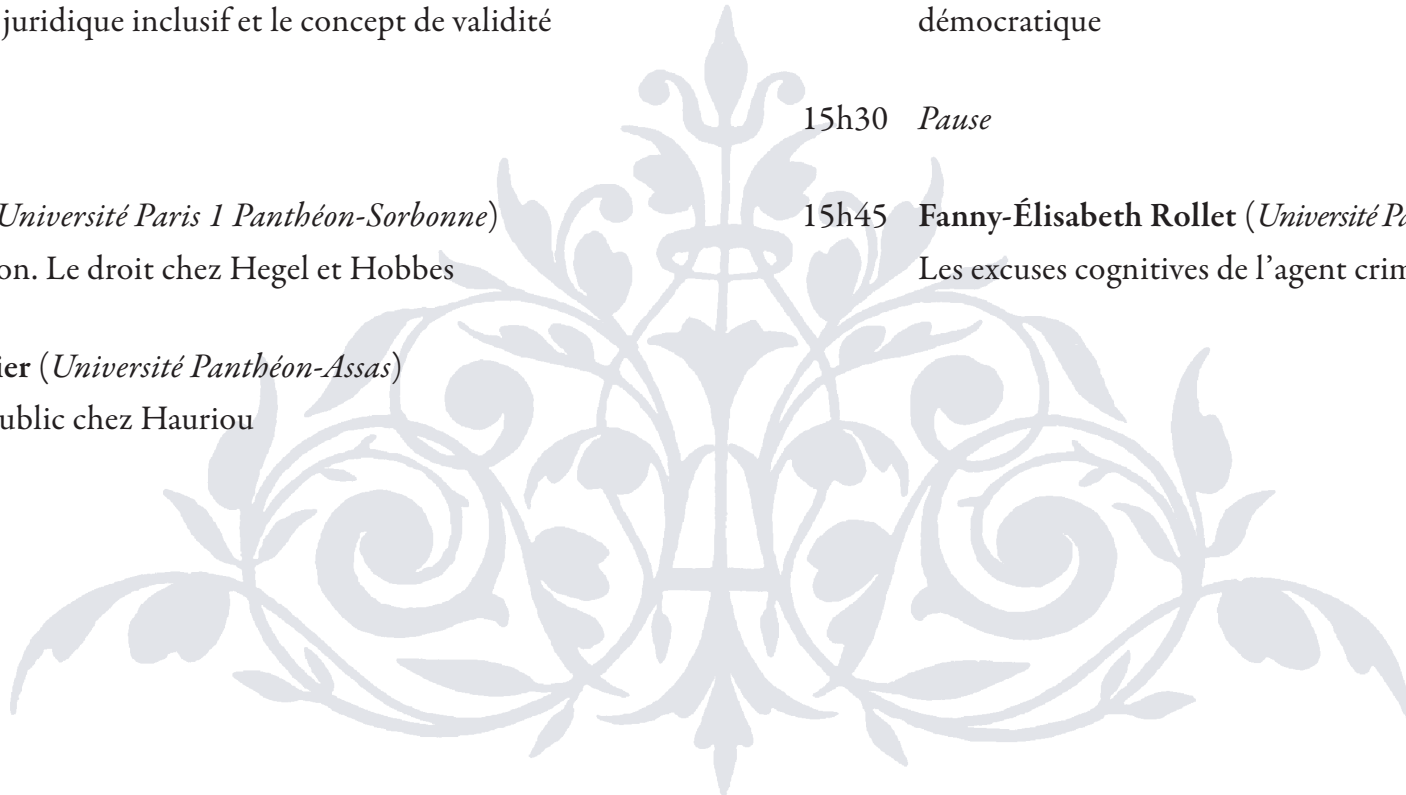 juridique inclusif et le concept de validité
Université Paris 1 Panthéon-Sorbonne)
on. Le droit chez Hegel et Hobbes
ier (Université Panthéon-Assas)
ublic chez Hauriou
démocratique
15h30 Pause
15h45 Fanny-Élisabeth Rollet (Université Pa
Les excuses cognitives de l’agent crim